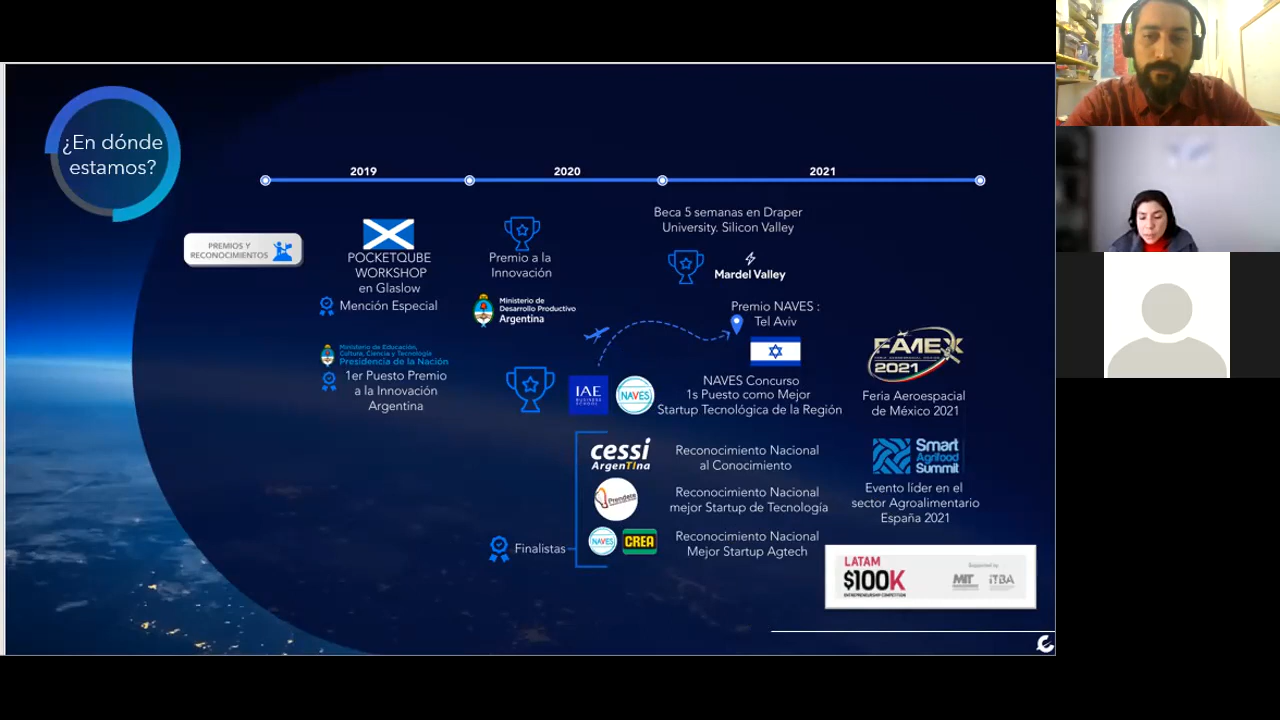 ¿En dónde
estamos?
2019
2020
2021
PREMIOS Y
RECONOCIMIENTOS
POCKETQUBE
WORKSHOP
en Glaslow
Mención Especial
Ministerio de Educación,
Cultura, Ciencia y Tecnología
Presidencia de la Nación
1er Puesto Premio
a la Innovación
Argentina
Premio a la
Innovación
Ministerio de
Desarrollo Productivo
Argentina
Beca 5 semanas en Draper
University. Silicon Valley
Mardel Valley
Premio NAVES :
Tel Aviv
IAE
BUSINESS
SCHOOL
NAVES
NAVES Concurso
1s Puesto como Mejor
Startup Tecnológica de la Región
FAMEX
2021
Feria Aeroespacial
de México 2021
Finalistas
cessi
ArgenTIna
Reconocimiento Nacional
al Conocimiento
Prendete
Reconocimiento Nacional
mejor Startup de Tecnología
NAVES
CREA
Reconocimiento Nacional
Mejor Startup Agtech
Smart
Agrifood
Summit
Evento líder en el
sector Agroalimentario
España 2021
LATAM
$100K
ENTREPRENEURSHIP COMPETITION
Supported by
MIT
ITBA